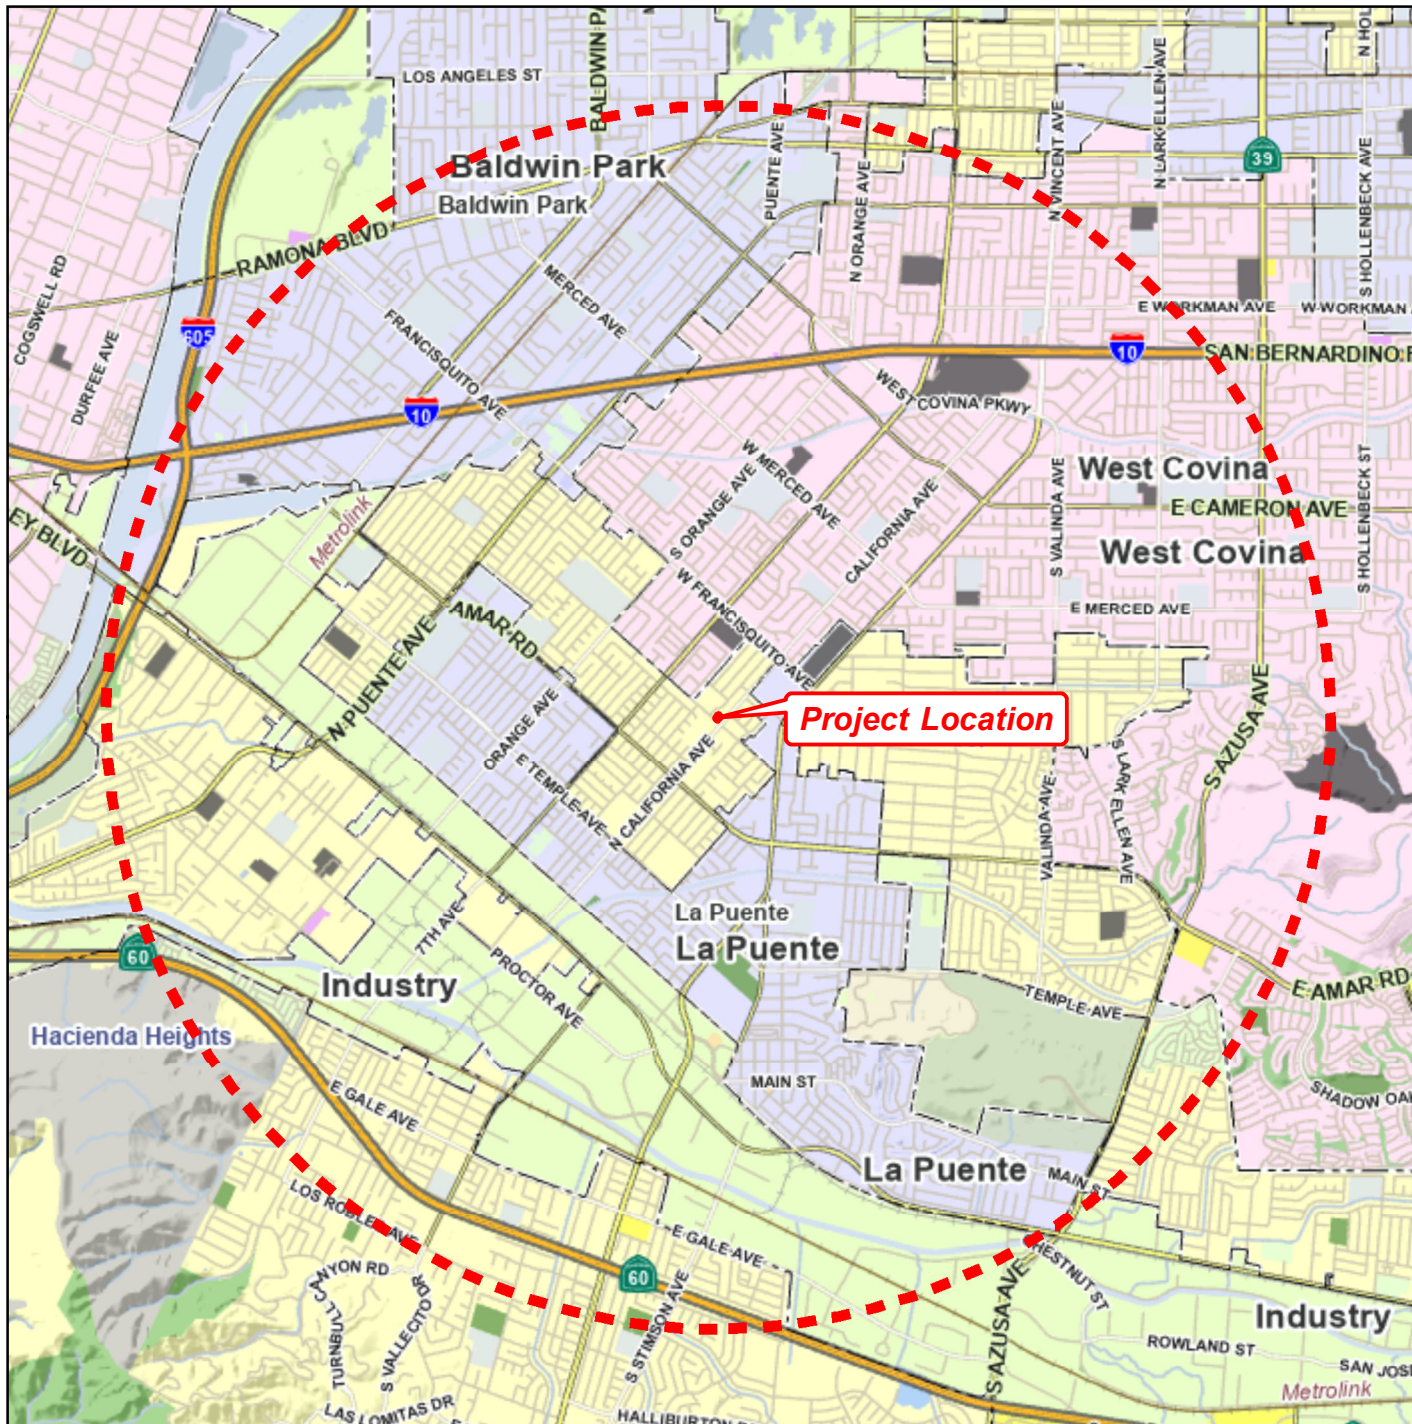 LOS ANGELES ST
BALDWIN PA
N HOL
N LARK ELLEN AVE
39
PUENTE AVE
N VINCENT AVE
S HOLLENBECK AVE
Baldwin Park
Baldwin Park
N ORANGE AVE
RAMONA BLVD
COGSWELL RD
MERCED AVE
E WORKMAN AVE
W WORKMAN
605
FRANCISQUITO AVE
DURFEE AVE
10
SAN BERNARDINO F
10
WEST COVINA PKWY
W MERCED AVE
West Covina
S ORANGE AVE
CALIFORNIA AVE
S VALINDA AVE
S HOLLENBECK ST
E CAMERON AVE
EY BLVD
Metrolink
West Covina
W FRANCISQUITO AVE
E MERCED AVE
AMAR RD
N PUENTE AVE
Project Location
ORANGE AVE
S AZUSA AVE
E TEMPLE AVE
N CALIFORNIA AVE
VALINDA AVE
S LARK ELLEN AVE
La Puente
La Puente
7TH AVE
60
PROCTOR AVE
Industry
E AMAR RD
TEMPLE AVE
Hacienda Heights
MAIN ST
E GALE AVE
SHADOW OA
La Puente
MAIN ST
LOS ROBLES AVE
E GALE AVE
CHESTNUT ST
60
TURNBULL CANYON RD
S VALLECITO DR
S STIMSON AVE
S AZUSA AVE
Industry
ROWLAND ST
SAN JOS
Metrolink
LAS LOMITAS DR
HALLIBURTON